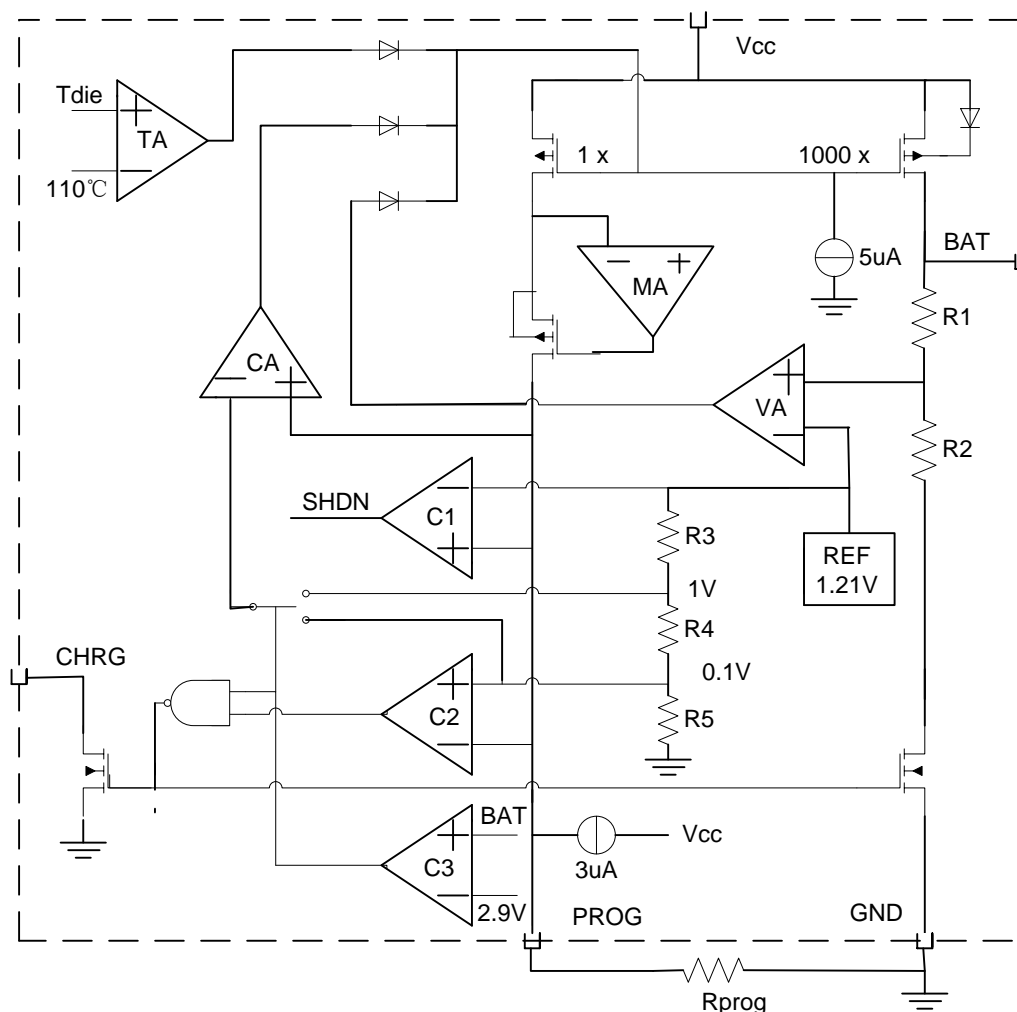 Vcc
Tdie
TA
110℃
1 x
1000 x
BAT
5uA
MA
R1
CA
VA
R2
SHDN
C1
R3
REF
1.21V
1V
R4
CHRG
0.1V
C2
R5
BAT
Vcc
C3
3uA
2.9V
PROG
GND
Rprog